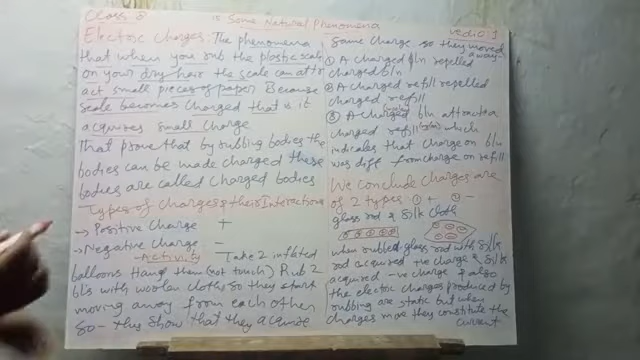 Class 8
15 Some Natural Phenomena
Vedio 1
Electric Charges: The phenomena
that when you rub the plastic scale
on your dry hair the scale can attr
act small pieces of paper Because
scale becomes charged that is it
acquires small charge
That prove that by rubbing bodies the
bodies can be made charged these
bodies are called charged bodies
Types of Charges & their Interaction
→ Positive Charge +
→ Negative Charge -
Activity Take 2 inflated
balloons Hang them (not touch) Rub 2
bl's with woolen cloth so they start
moving away from each other
so - this show that they acquire
Same charge so they moved
away -
① A charged bln repelled
charged bln
② A charged refill repelled
charged refill
③ A charged bln attracted
charged refill which
indicates that charge on bln
was diff from charge on refill
We conclude charges are
of 2 types ① + ② -
glass rod & silk cloth
when rubbed glass rod with silk
rod acquired +ve charge & silk
acquired -ve charge & also
the electric charges produced by
rubbing are static but when
charges move they constitute the
current